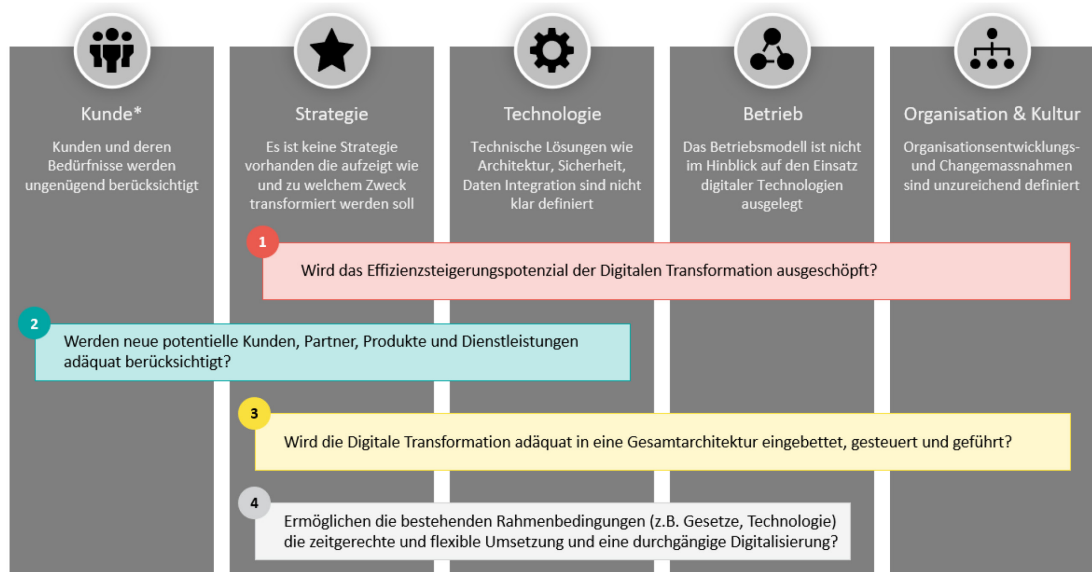 Kunde*
Kunden und deren
Bedürfnisse werden
ungenügend berücksichtigt
Strategie
Es ist keine Strategie
vorhanden die aufzeigt wie
und zu welchem Zweck
transformiert werden soll
Technologie
Technische Lösungen wie
Architektur, Sicherheit,
Daten Integration sind nicht
klar definiert
Betrieb
Das Betriebsmodell ist nicht
im Hinblick auf den Einsatz
digitaler Technologien
ausgelegt
Organisation & Kultur
Organisationsentwicklungs-
und Changemassnahmen
sind unzureichend definiert
1
Wird das Effizienzsteigerungspotenzial der Digitalen Transformation ausgeschöpft?
2
Werden neue potentielle Kunden, Partner, Produkte und Dienstleistungen
adäquat berücksichtigt?
3
Wird die Digitale Transformation adäquat in eine Gesamtarchitektur eingebettet, gesteuert und geführt?
4
Ermöglichen die bestehenden Rahmenbedingungen (z.B. Gesetze, Technologie)
die zeitgerechte und flexible Umsetzung und eine durchgängige Digitalisierung?